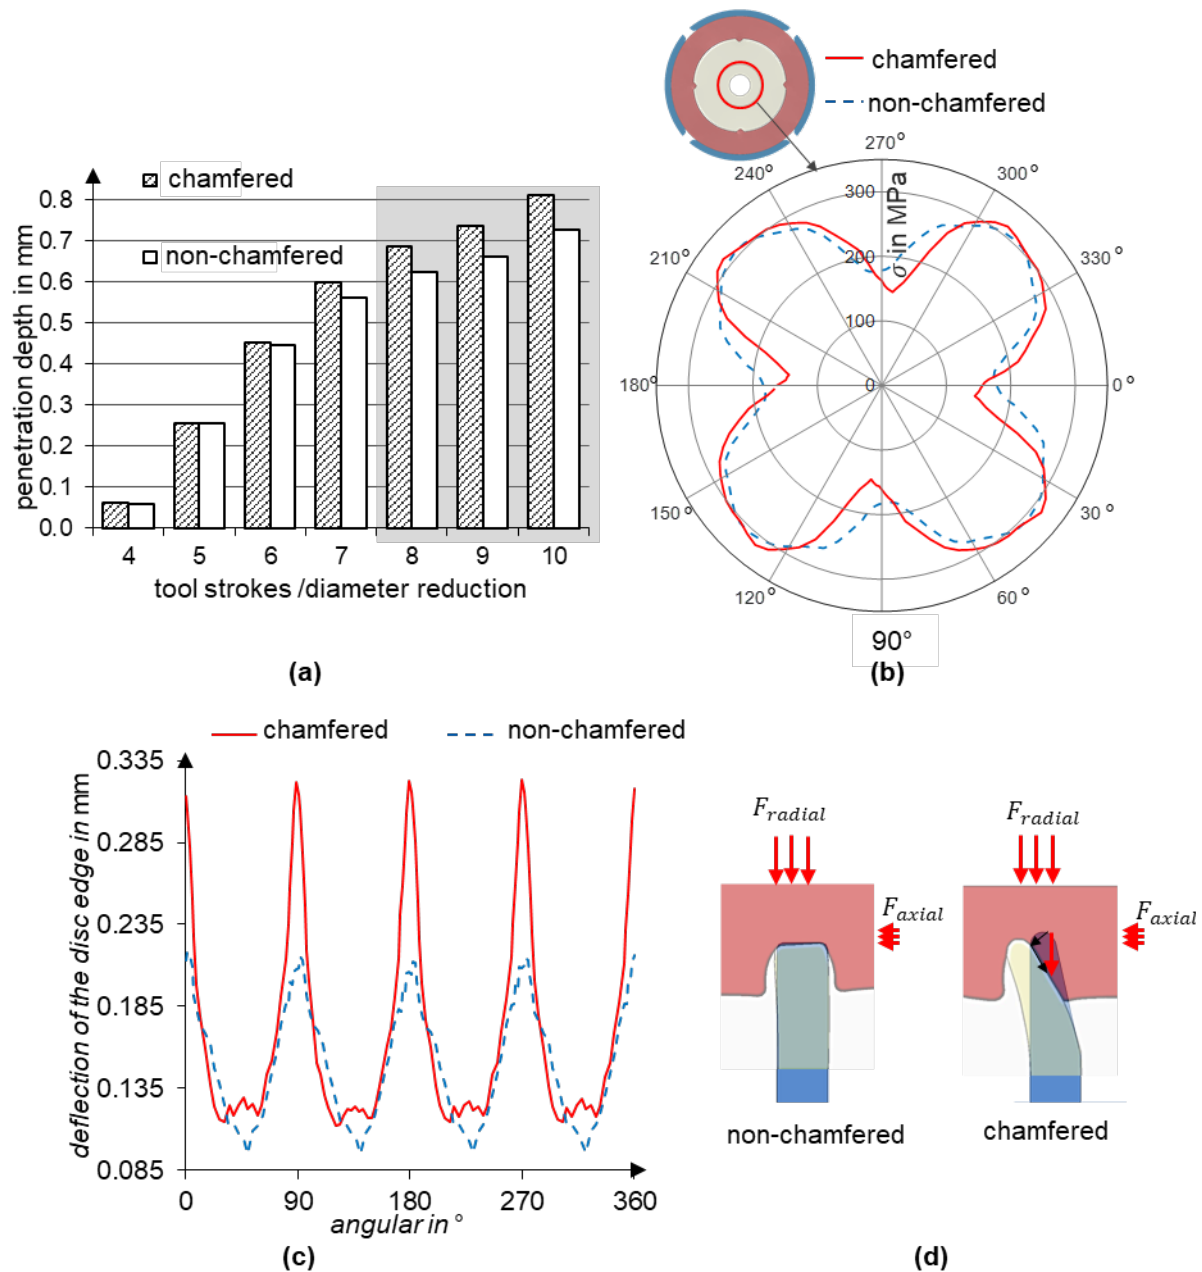 chamfered
non-chamfered
penetration depth in mm
0.8
0.7
0.6
0.5
0.4
0.3
0.2
0.1
0.0
4 5 6 7 8 9 10
tool strokes /diameter reduction
(a)
chamfered
non-chamfered
270°
240° 300°
210° 330°
180° 0°
150° 30°
120° 60°
90°
300
200
100
0
σ in MPa
(b)
chamfered non-chamfered
deflection of the disc edge in mm
0.335
0.285
0.235
0.185
0.135
0.085
0 90 180 270 360
angular in °
(c)
F_radial F_radial
F_axial F_axial
non-chamfered chamfered
(d)